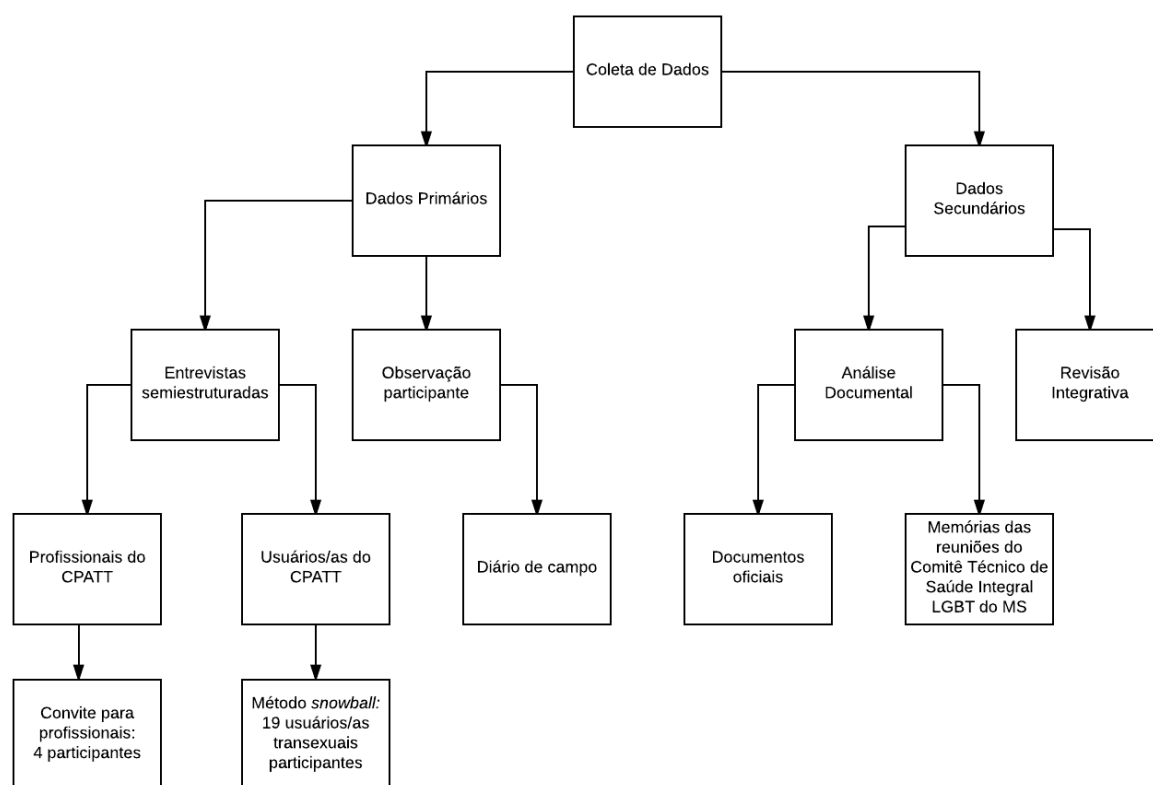 Coleta de Dados
Dados Primários
Dados
Secundários
Entrevistas
semiestruturadas
Observação
participante
Análise
Documental
Revisão
Integrativa
Profissionais do
CPATT
Usuários/as do
CPATT
Diário de campo
Documentos
oficiais
Memórias das
reuniões do
Comitê Técnico de
Saúde Integral
LGBT do MS
Convite para
profissionais:
4 participantes
Método snowball:
19 usuários/as
transexuais
participantes